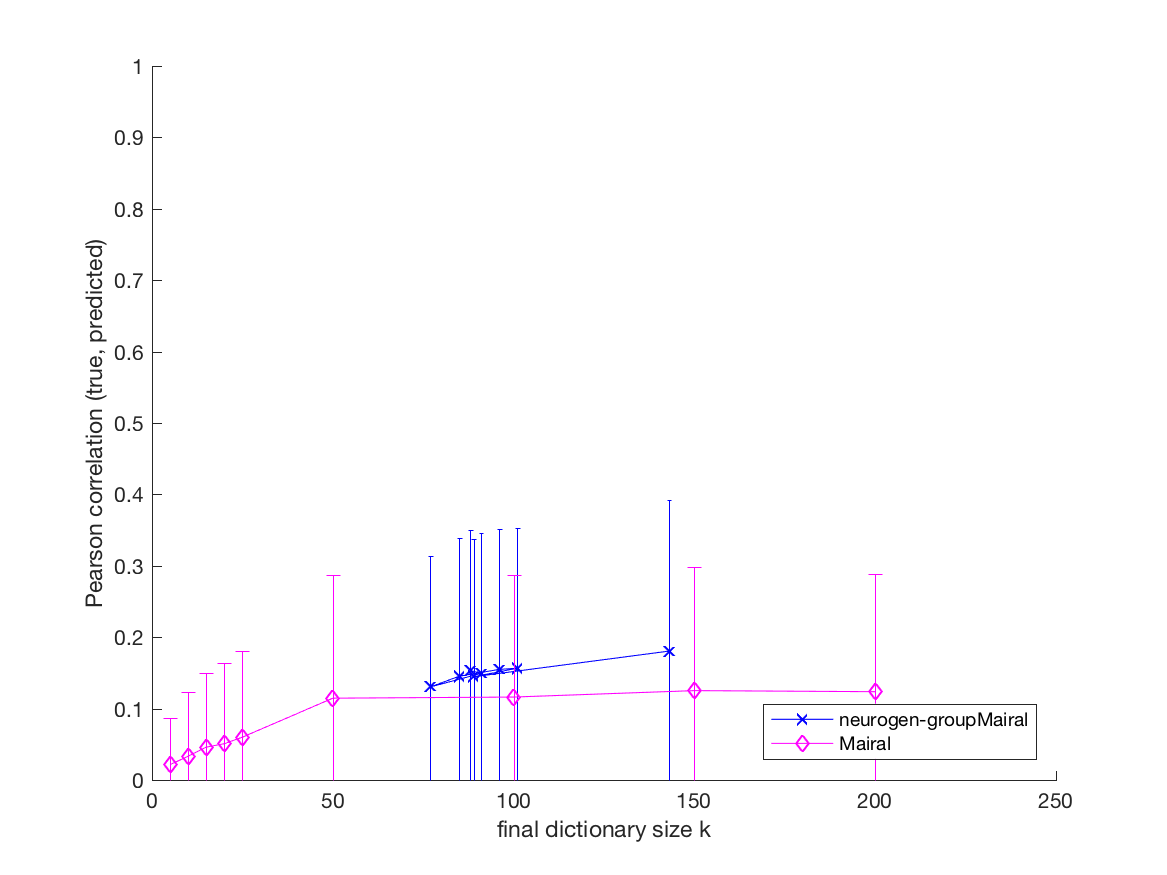 1
0.9
0.8
0.7
0.6
0.5
0.4
0.3
0.2
0.1
0
Pearson correlation (true, predicted)
neurogen-groupMairal
Mairal
0 50 100 150 200 250
final dictionary size k